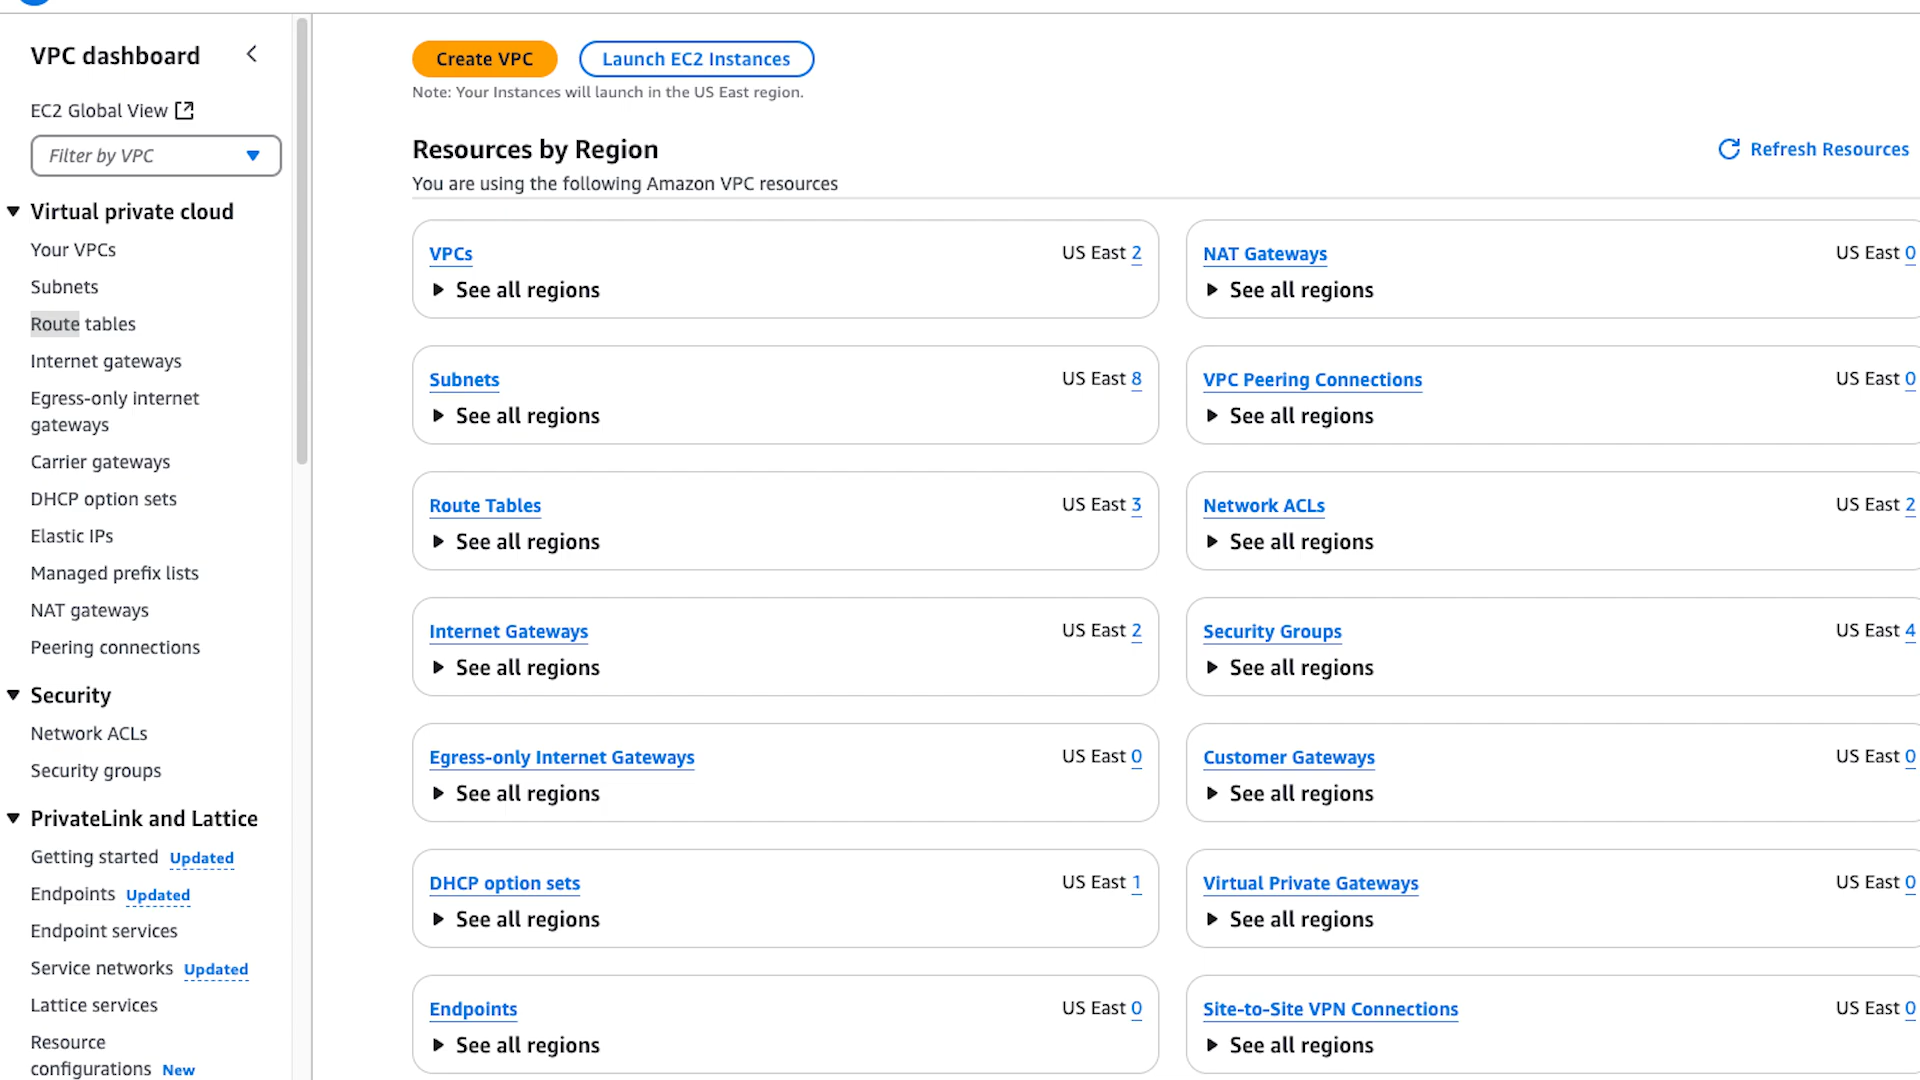 VPC dashboard
EC2 Global View
Filter by VPC
Virtual private cloud
Your VPCs
Subnets
Route tables
Internet gateways
Egress-only internet
gateways
Carrier gateways
DHCP option sets
Elastic IPs
Managed prefix lists
NAT gateways
Peering connections
Security
Network ACLs
Security groups
PrivateLink and Lattice
Getting started Updated
Endpoints Updated
Endpoint services
Service networks Updated
Lattice services
Resource
configurations New
Create VPC
Launch EC2 Instances
Note: Your Instances will launch in the US East region.
Resources by Region
Refresh Resources
You are using the following Amazon VPC resources
VPCs US East 2
See all regions
NAT Gateways US East 0
See all regions
Subnets US East 8
See all regions
VPC Peering Connections US East 0
See all regions
Route Tables US East 3
See all regions
Network ACLs US East 2
See all regions
Internet Gateways US East 2
See all regions
Security Groups US East 4
See all regions
Egress-only Internet Gateways US East 0
See all regions
Customer Gateways US East 0
See all regions
DHCP option sets US East 1
See all regions
Virtual Private Gateways US East 0
See all regions
Endpoints US East 0
See all regions
Site-to-Site VPN Connections US East 0
See all regions